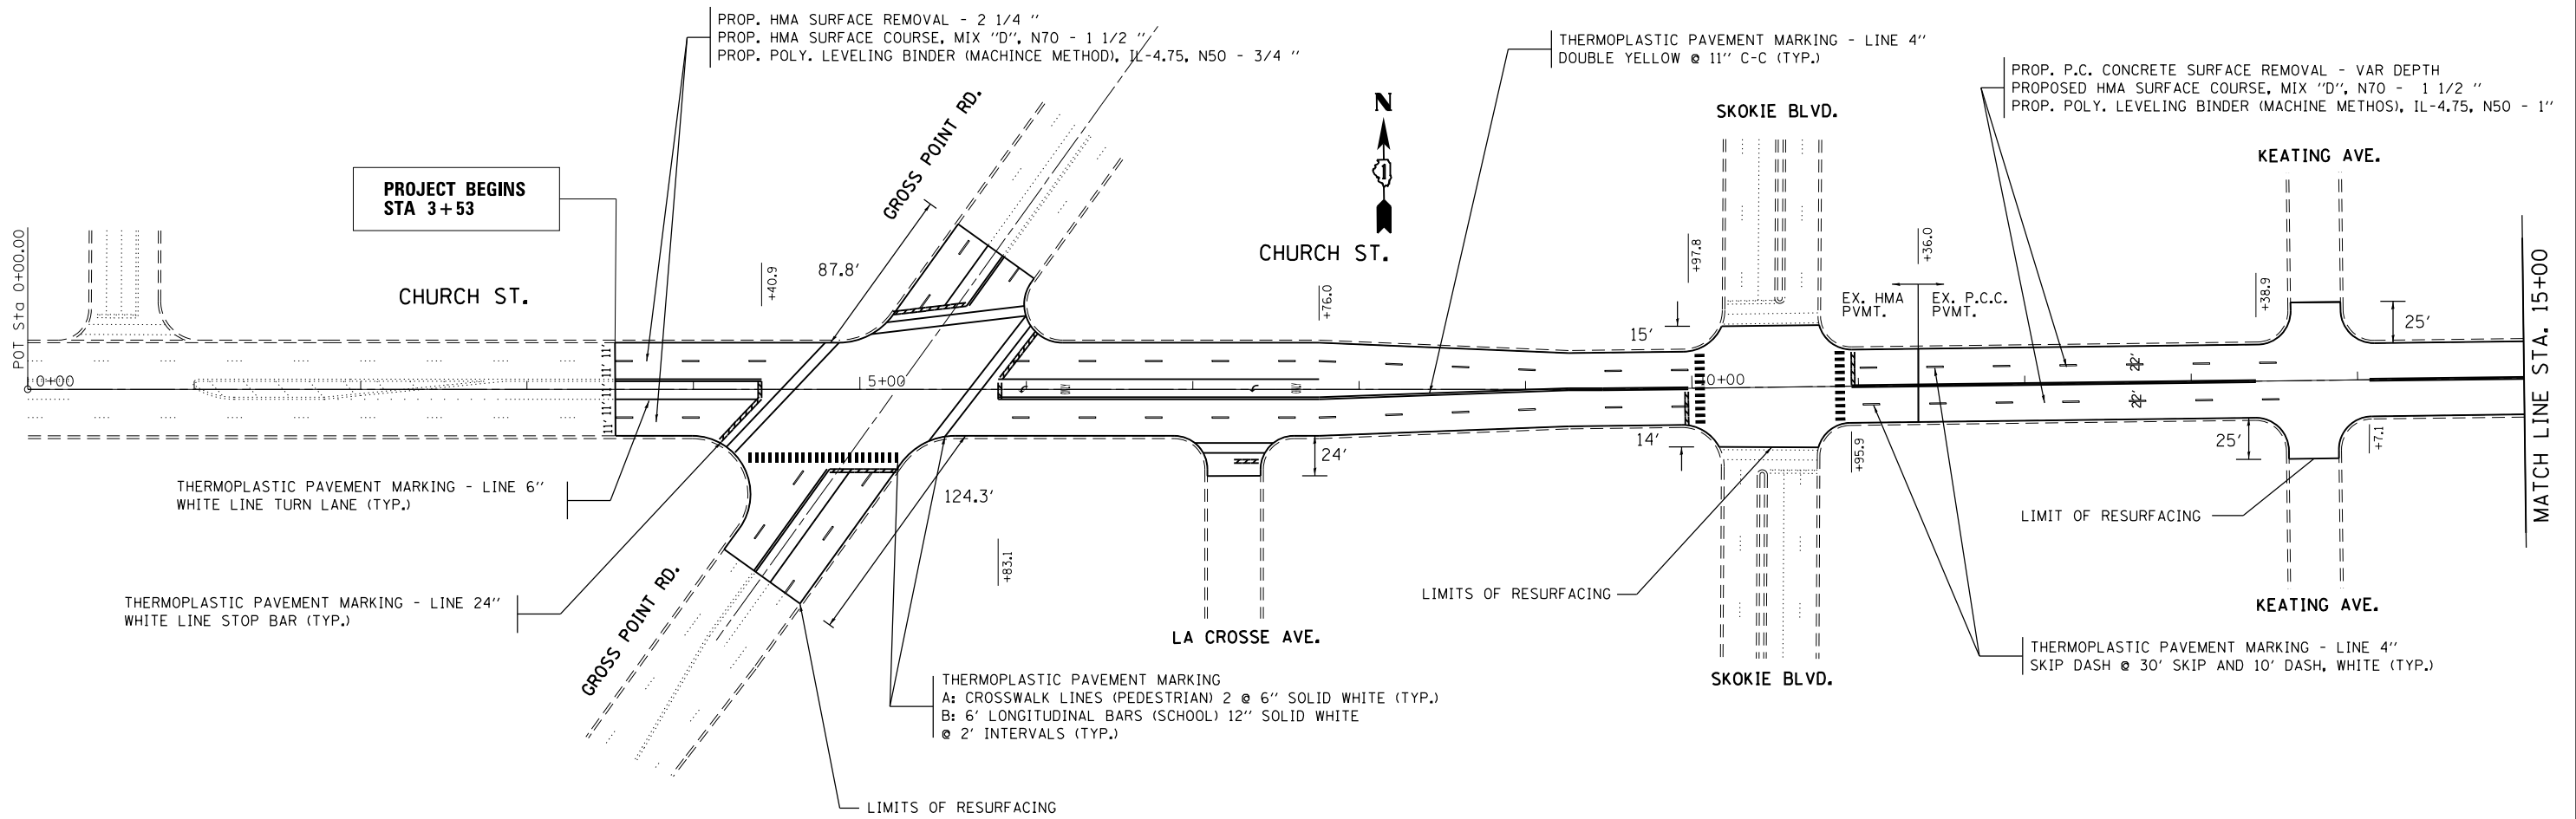 PROP. HMA SURFACE REMOVAL - 2 1/4 "
PROP. HMA SURFACE COURSE, MIX "D", N70 - 1 1/2 "
PROP. POLY. LEVELING BINDER (MACHINCE METHOD), IL-4.75, N50 - 3/4 "
THERMOPLASTIC PAVEMENT MARKING - LINE 4"
DOUBLE YELLOW @ 11" C-C (TYP.)
PROP. P.C. CONCRETE SURFACE REMOVAL - VAR DEPTH
PROPOSED HMA SURFACE COURSE, MIX "D", N70 - 1 1/2 "
PROP. POLY. LEVELING BINDER (MACHINE METHOS), IL-4.75, N50 - 1"
N
1
SKOKIE BLVD.
KEATING AVE.
GROSS POINT RD.
PROJECT BEGINS
STA 3+53
CHURCH ST.
CHURCH ST.
POT Sta 0+00.00
0+00
+40.9
87.8'
+76.0
+97.8
+36.0
+38.9
EX. HMA
PVMT.
EX. P.C.C.
PVMT.
15'
25'
MATCH LINE STA. 15+00
11' 11'
11' 11'
5+00
10+00
22'
22'
14'
24'
25'
+95.9
+7.1
THERMOPLASTIC PAVEMENT MARKING - LINE 6"
WHITE LINE TURN LANE (TYP.)
124.3'
+83.1
LIMIT OF RESURFACING
LIMITS OF RESURFACING
THERMOPLASTIC PAVEMENT MARKING - LINE 24"
WHITE LINE STOP BAR (TYP.)
GROSS POINT RD.
LA CROSSE AVE.
KEATING AVE.
SKOKIE BLVD.
THERMOPLASTIC PAVEMENT MARKING - LINE 4"
SKIP DASH @ 30' SKIP AND 10' DASH, WHITE (TYP.)
THERMOPLASTIC PAVEMENT MARKING
A: CROSSWALK LINES (PEDESTRIAN) 2 @ 6" SOLID WHITE (TYP.)
B: 6' LONGITUDINAL BARS (SCHOOL) 12" SOLID WHITE
@ 2' INTERVALS (TYP.)
LIMITS OF RESURFACING